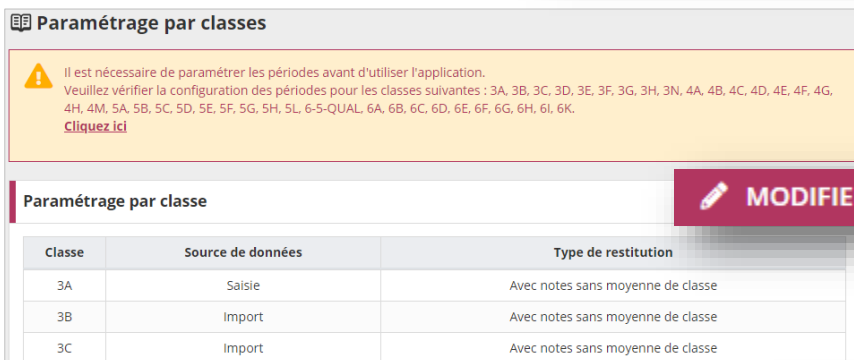 Paramétrage par classes
Il est nécessaire de paramétrer les périodes avant d'utiliser l'application.
Veuillez vérifier la configuration des périodes pour les classes suivantes : 3A, 3B, 3C, 3D, 3E, 3F, 3G, 3H, 3N, 4A, 4B, 4C, 4D, 4E, 4F, 4G,
4H, 4M, 5A, 5B, 5C, 5D, 5E, 5F, 5G, 5H, 5L, 6-5-QUAL, 6A, 6B, 6C, 6D, 6E, 6F, 6G, 6H, 6I, 6K.
Cliquez ici
Paramétrage par classe
MODIFIE
Classe Source de données Type de restitution
3A Saisie Avec notes sans moyenne de classe
3B Import Avec notes sans moyenne de classe
3C Import Avec notes sans moyenne de classe